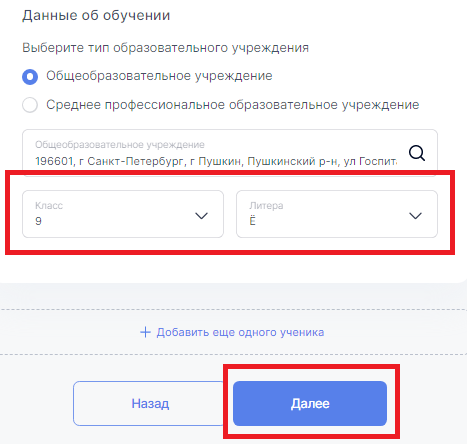 Данные об обучении
Выберите тип образовательного учреждения
Общеобразовательное учреждение
Среднее профессиональное образовательное учреждение
Общеобразовательное учреждение
196601, г Санкт-Петербург, г Пушкин, Пушкинский р-н, ул Госпита
Класс
9
Литера
Ё
+ Добавить еще одного ученика
Назад
Далее